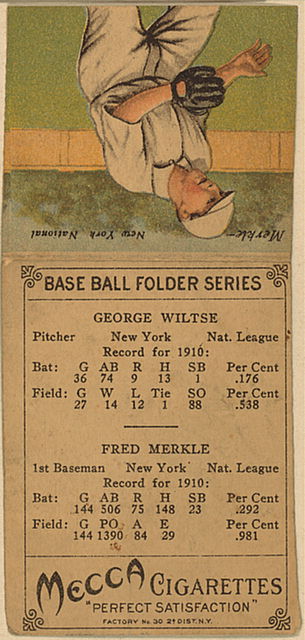 Merkle— New York National
BASE BALL FOLDER SERIES
GEORGE WILTSE
Pitcher New York Nat. League
Record for 1910:
Bat: G AB R H SB Per Cent
36 74 9 13 1 .176
Field: G W L Tie SO Per Cent
27 14 12 1 88 .538
FRED MERKLE
1st Baseman New York Nat. League
Record for 1910:
Bat: G AB R H SB Per Cent
144 506 75 148 23 .292
Field: G PO A E Per Cent
144 1390 84 29 .981
MECCA CIGARETTES
"PERFECT SATISFACTION"
FACTORY No. 30 2d DIST. N.Y.